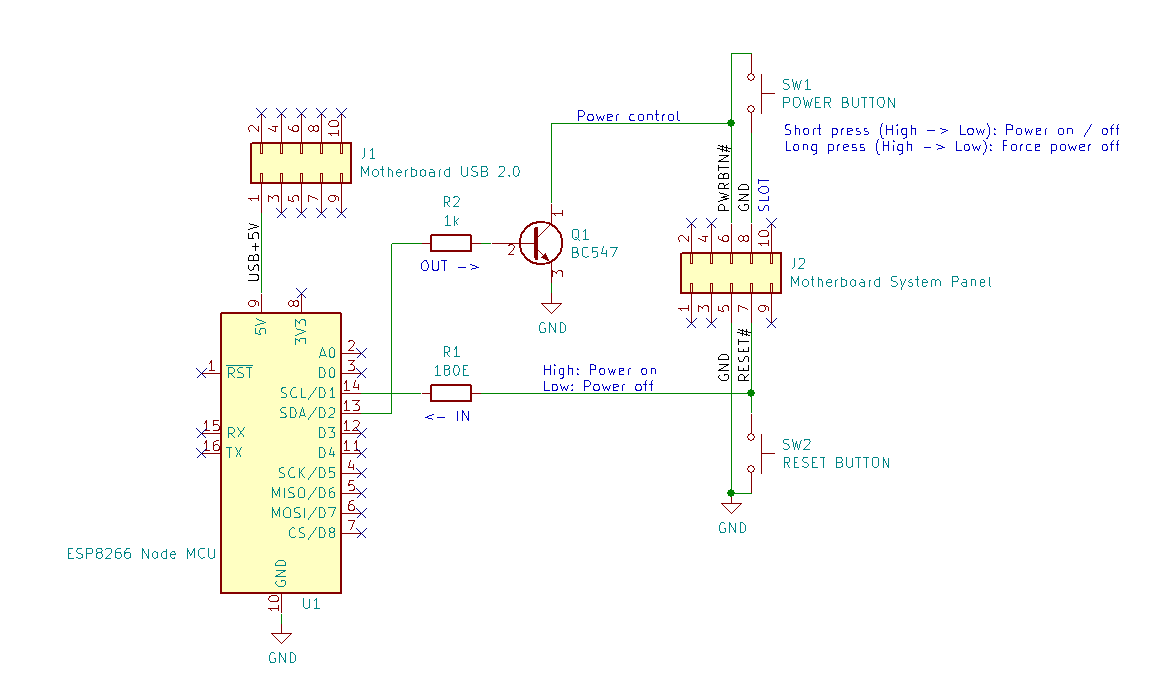 SW1
POWER BUTTON
Power control
Short press (High -> Low): Power on / off
Long press (High -> Low): Force power off
2 4 6 8 10
J1
Motherboard USB 2.0
1 3 5 7 9
USB+5V
R2
1k
OUT ->
1
2
3
Q1
BC547
GND
PWRBTN#
GND
SLOT
2 4 6 8 10
J2
Motherboard System Panel
1 3 5 7 9
GND
RESET#
9
8
5V
3V3
A0 2
D0 3
1 RST
SCL/D1 14
SDA/D2 13
15 RX
D3 12
16 TX
D4 11
SCK/D5 4
MISO/D6 5
MOSI/D7 6
CS/D8 7
R1
180E
<- IN
High: Power on
Low: Power off
SW2
RESET BUTTON
GND
ESP8266 Node MCU
GND
10
U1
GND